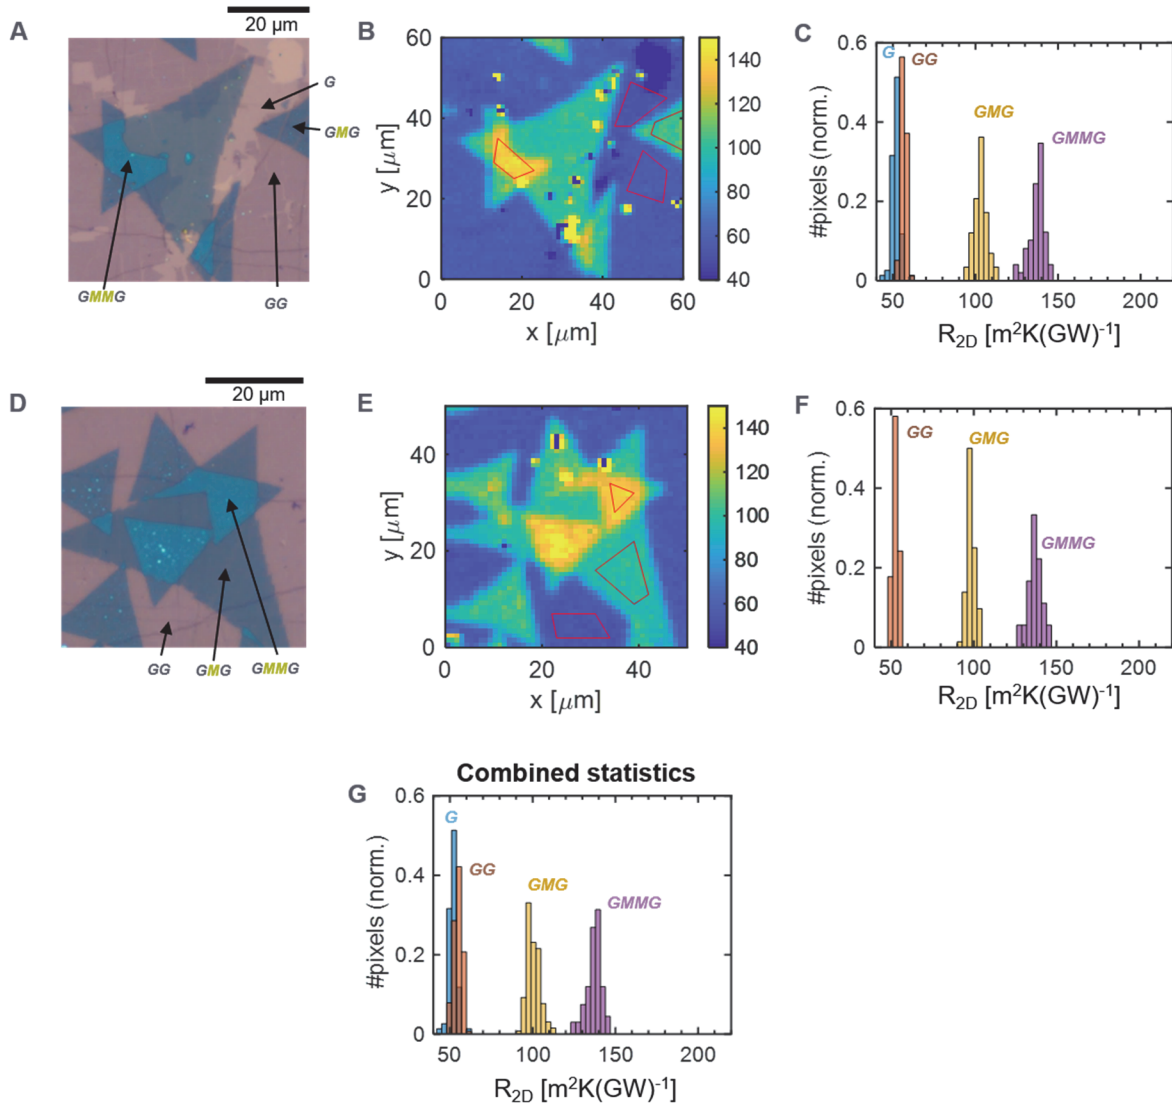 A
20 μm
G
GMG
GMMG
GG
B
60
40
20
0
y [μm]
0
20
40
60
x [μm]
140
120
100
80
60
40
C
0.6
0.4
0.2
0
#pixels (norm.)
G
GG
GMG
GMMG
50
100
150
200
R2D [m²K(GW)⁻¹]
D
20 μm
GG
GMG
GMMG
E
40
20
0
y [μm]
0
20
40
x [μm]
140
120
100
80
60
40
F
0.6
0.4
0.2
0
#pixels (norm.)
GG
GMG
GMMG
50
100
150
200
R2D [m²K(GW)⁻¹]
Combined statistics
G
0.6
0.4
0.2
0
#pixels (norm.)
G
GG
GMG
GMMG
50
100
150
200
R2D [m²K(GW)⁻¹]